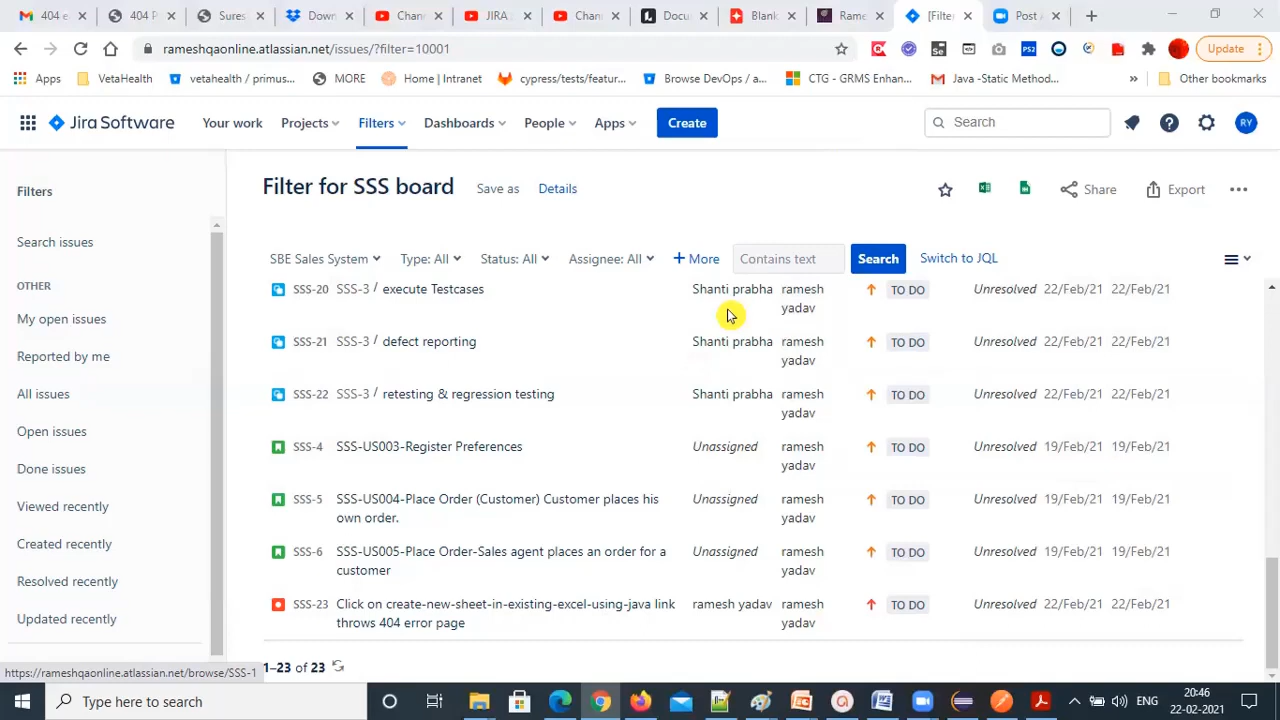 404 e
404 P
Sures
Down
Chann
JIRA
Chann
Docu
Blank
Rame
[Filter
Post A
rameshqaonline.atlassian.net/issues/?filter=10001
Update
Apps
VetaHealth
vetahealth / primus...
MORE
Home | Intranet
cypress/tests/featur...
Browse DevOps / a...
CTG - GRMS Enhan...
Java -Static Method...
»
Other bookmarks
Jira Software
Your work
Projects
Filters
Dashboards
People
Apps
Create
Search
RY
Filters
Filter for SSS board
Save as
Details
Share
Export
Search issues
SBE Sales System
Type: All
Status: All
Assignee: All
+ More
Contains text
Search
Switch to JQL
OTHER
My open issues
Reported by me
All issues
Open issues
Done issues
Viewed recently
Created recently
Resolved recently
Updated recently
SSS-20 SSS-3 / execute Testcases Shanti prabha ramesh yadav TO DO Unresolved 22/Feb/21 22/Feb/21
SSS-21 SSS-3 / defect reporting Shanti prabha ramesh yadav TO DO Unresolved 22/Feb/21 22/Feb/21
SSS-22 SSS-3 / retesting & regression testing Shanti prabha ramesh yadav TO DO Unresolved 22/Feb/21 22/Feb/21
SSS-4 SSS-US003-Register Preferences Unassigned ramesh yadav TO DO Unresolved 19/Feb/21 19/Feb/21
SSS-5 SSS-US004-Place Order (Customer) Customer places his own order. Unassigned ramesh yadav TO DO Unresolved 19/Feb/21 19/Feb/21
SSS-6 SSS-US005-Place Order-Sales agent places an order for a customer Unassigned ramesh yadav TO DO Unresolved 19/Feb/21 19/Feb/21
SSS-23 Click on create-new-sheet-in-existing-excel-using-java link throws 404 error page ramesh yadav ramesh yadav TO DO Unresolved 22/Feb/21 22/Feb/21
1–23 of 23
https://rameshqaonline.atlassian.net/browse/SSS-1
Type here to search
ENG
20:46
22-02-2021